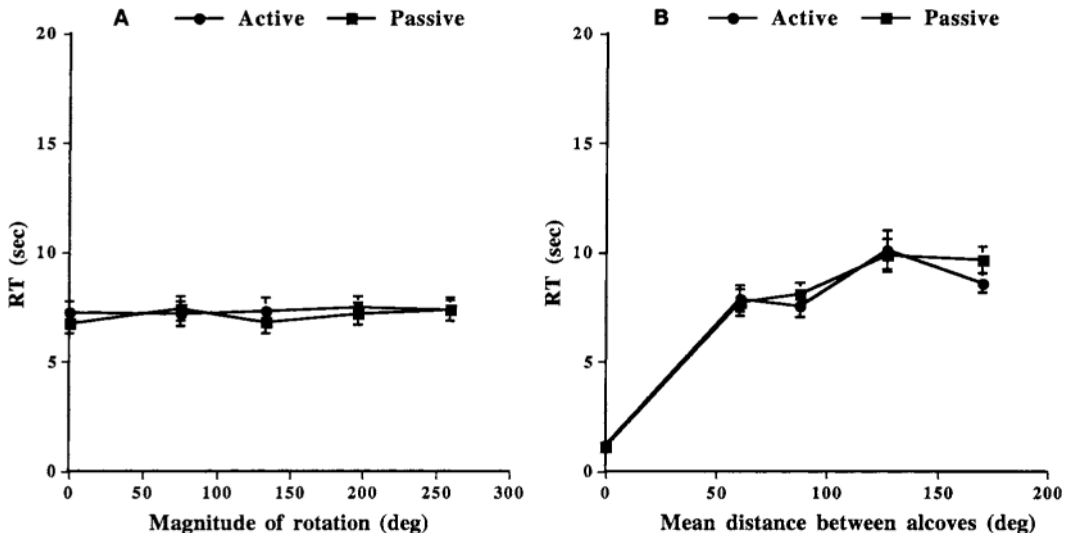 A Active Passive
20
15
10
5
0
RT (sec)
0 50 100 150 200 250 300
Magnitude of rotation (deg)
B Active Passive
20
15
10
5
0
RT (sec)
0 50 100 150 200
Mean distance between alcoves (deg)